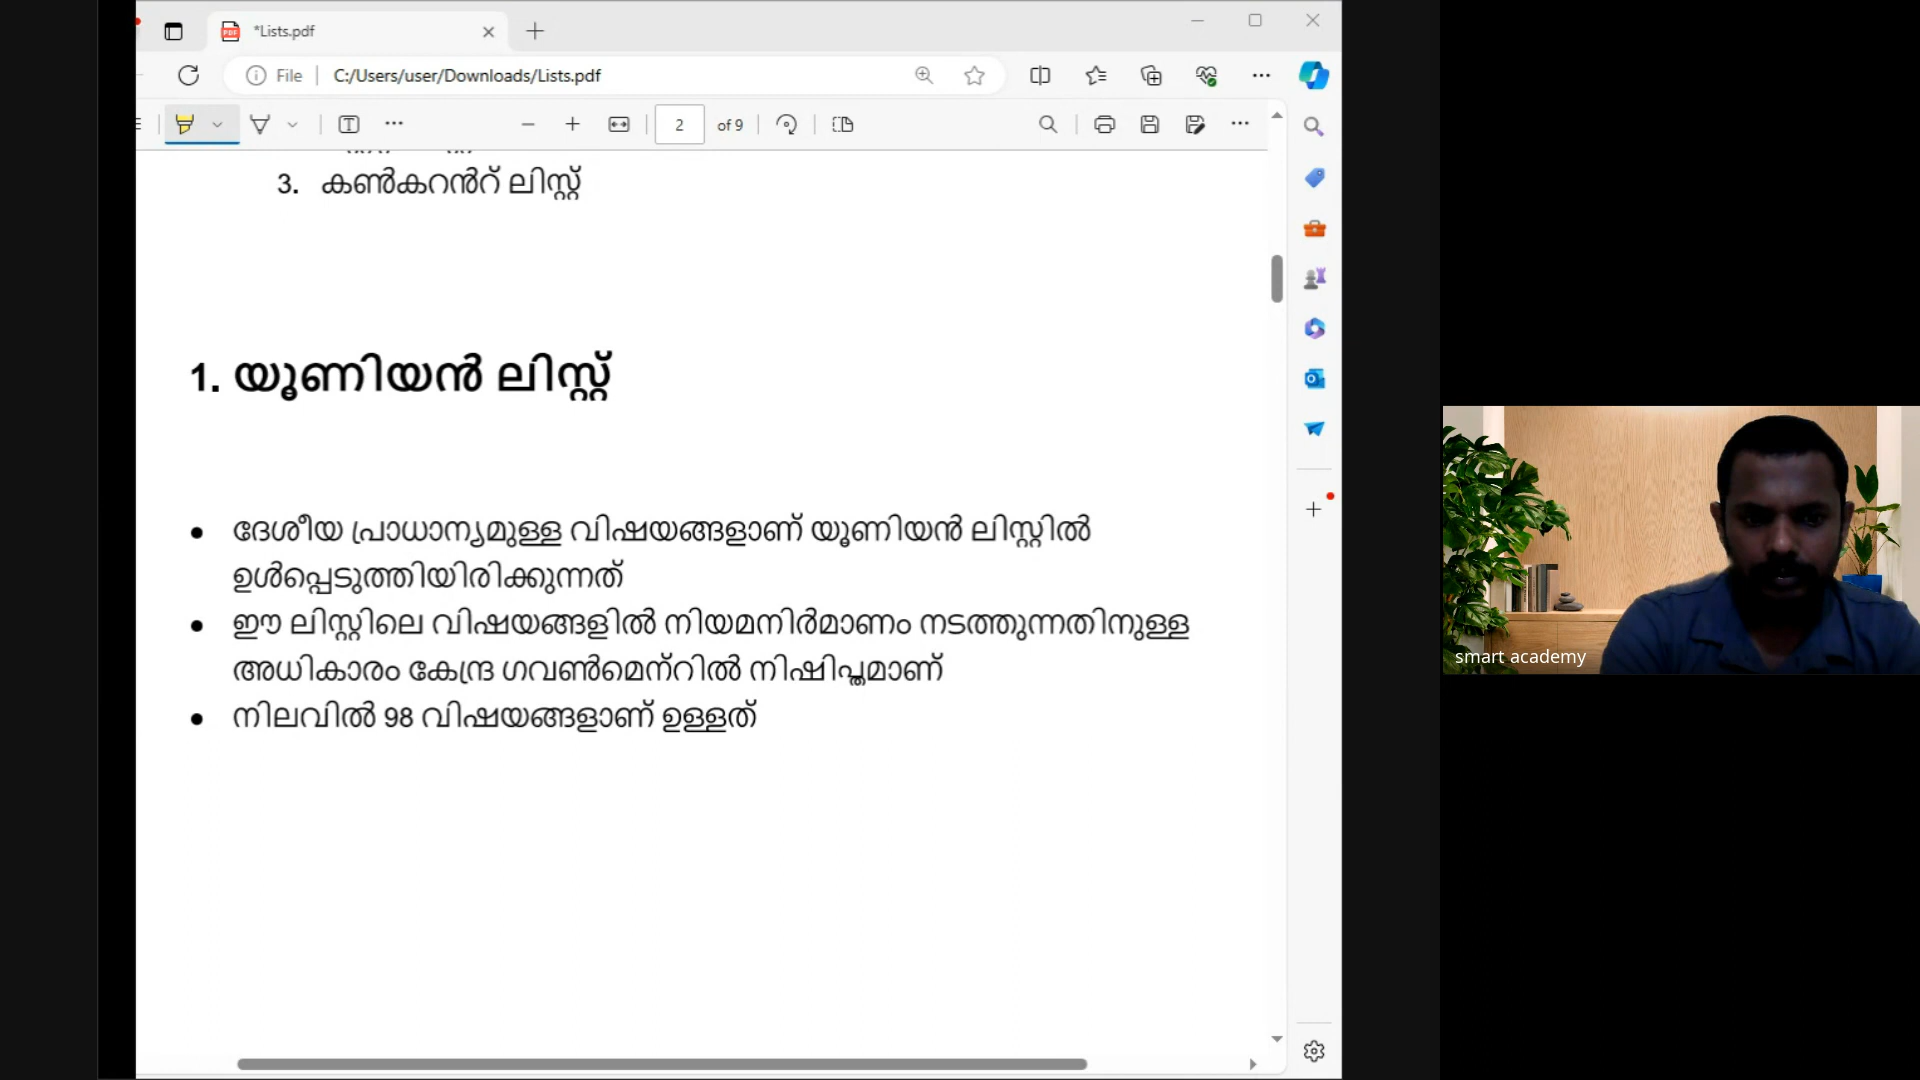 *Lists.pdf
File
C:/Users/user/Downloads/Lists.pdf
2 of 9
3. കൺകറൻറ് ലിസ്റ്റ്
1. യൂണിയൻ ലിസ്റ്റ്
● ദേശീയ പ്രാധാന്യമുള്ള വിഷയങ്ങളാണ് യൂണിയൻ ലിസ്റ്റിൽ
ഉൾപ്പെടുത്തിയിരിക്കുന്നത്
● ഈ ലിസ്റ്റിലെ വിഷയങ്ങളിൽ നിയമനിർമാണം നടത്തുന്നതിനുള്ള
അധികാരം കേന്ദ്ര ഗവൺമെന്റിൽ നിഷിപ്തമാണ്
● നിലവിൽ 98 വിഷയങ്ങളാണ് ഉള്ളത്
smart academy